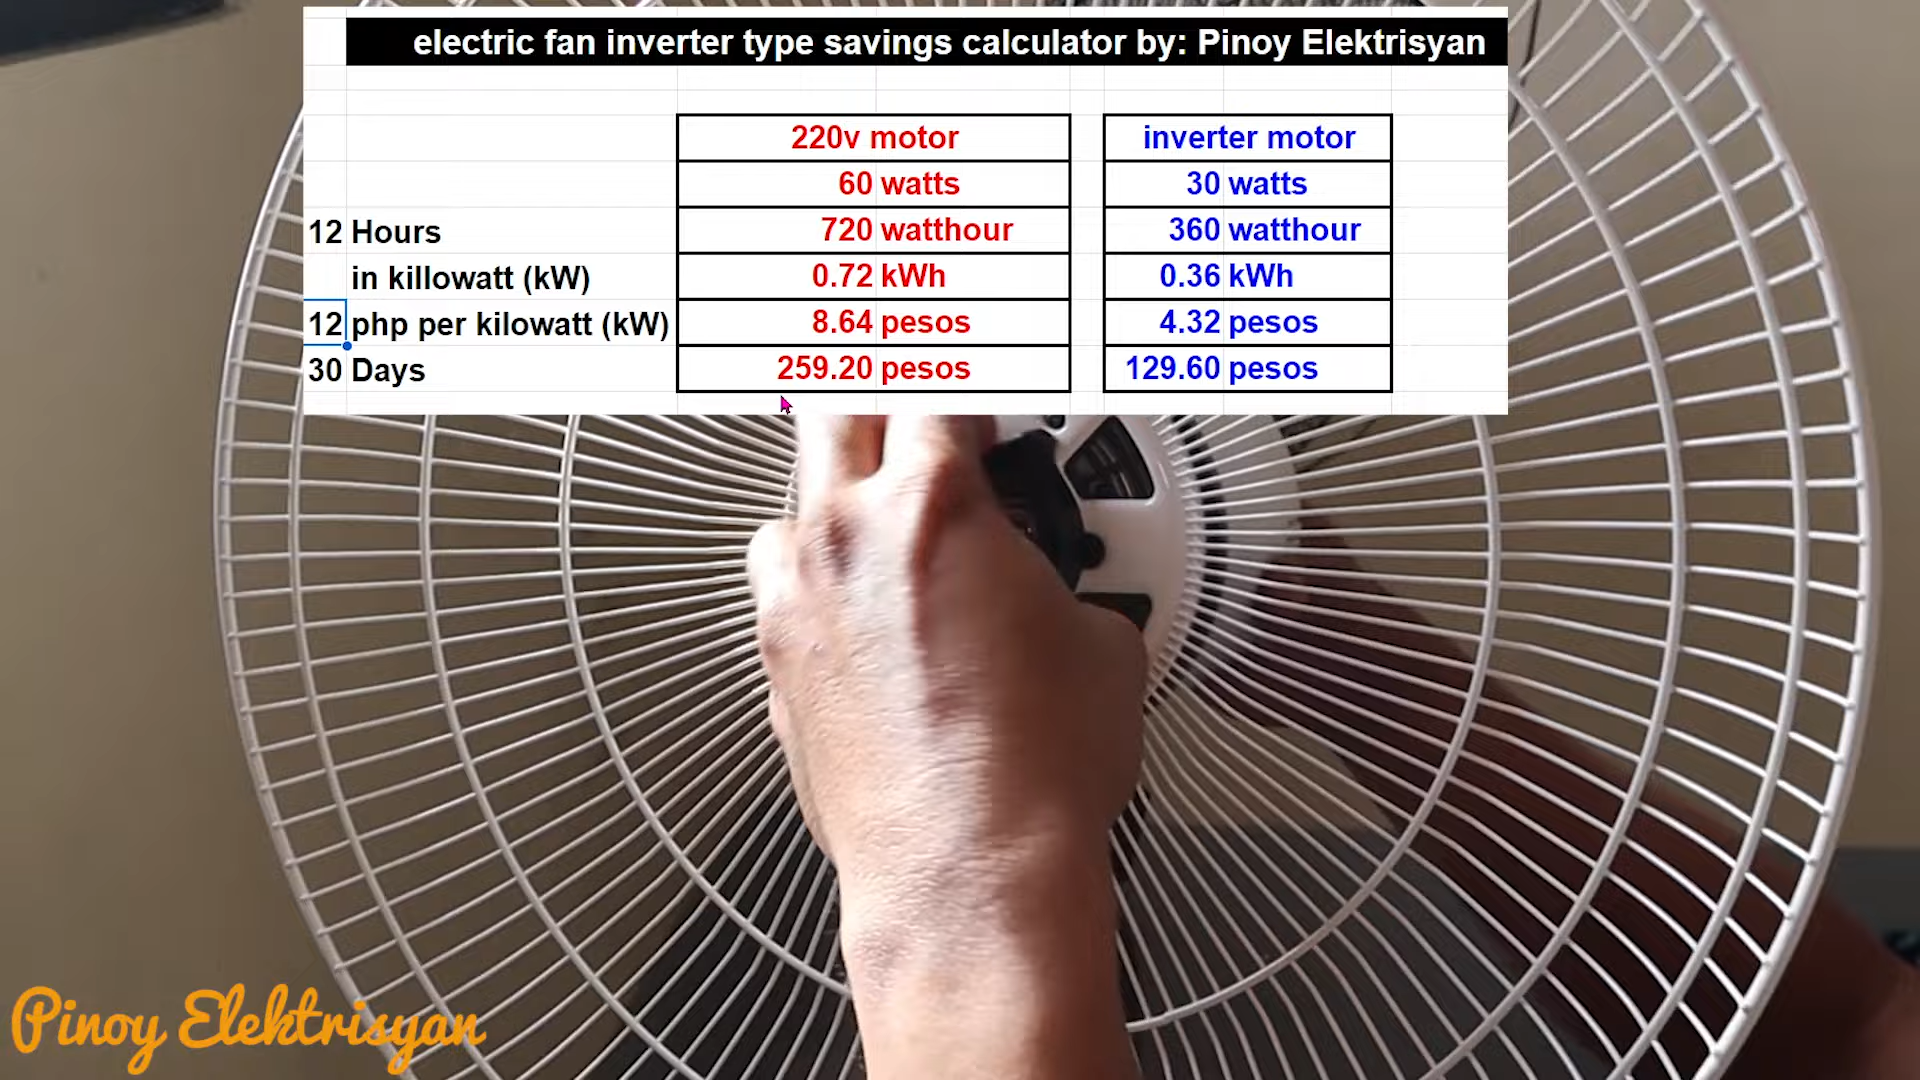 electric fan inverter type savings calculator by: Pinoy Elektrisyan
220v motor inverter motor
60 watts 30 watts
12 Hours 720 watthour 360 watthour
in killowatt (kW) 0.72 kWh 0.36 kWh
12 php per kilowatt (kW) 8.64 pesos 4.32 pesos
30 Days 259.20 pesos 129.60 pesos
Pinoy Elektrisyan